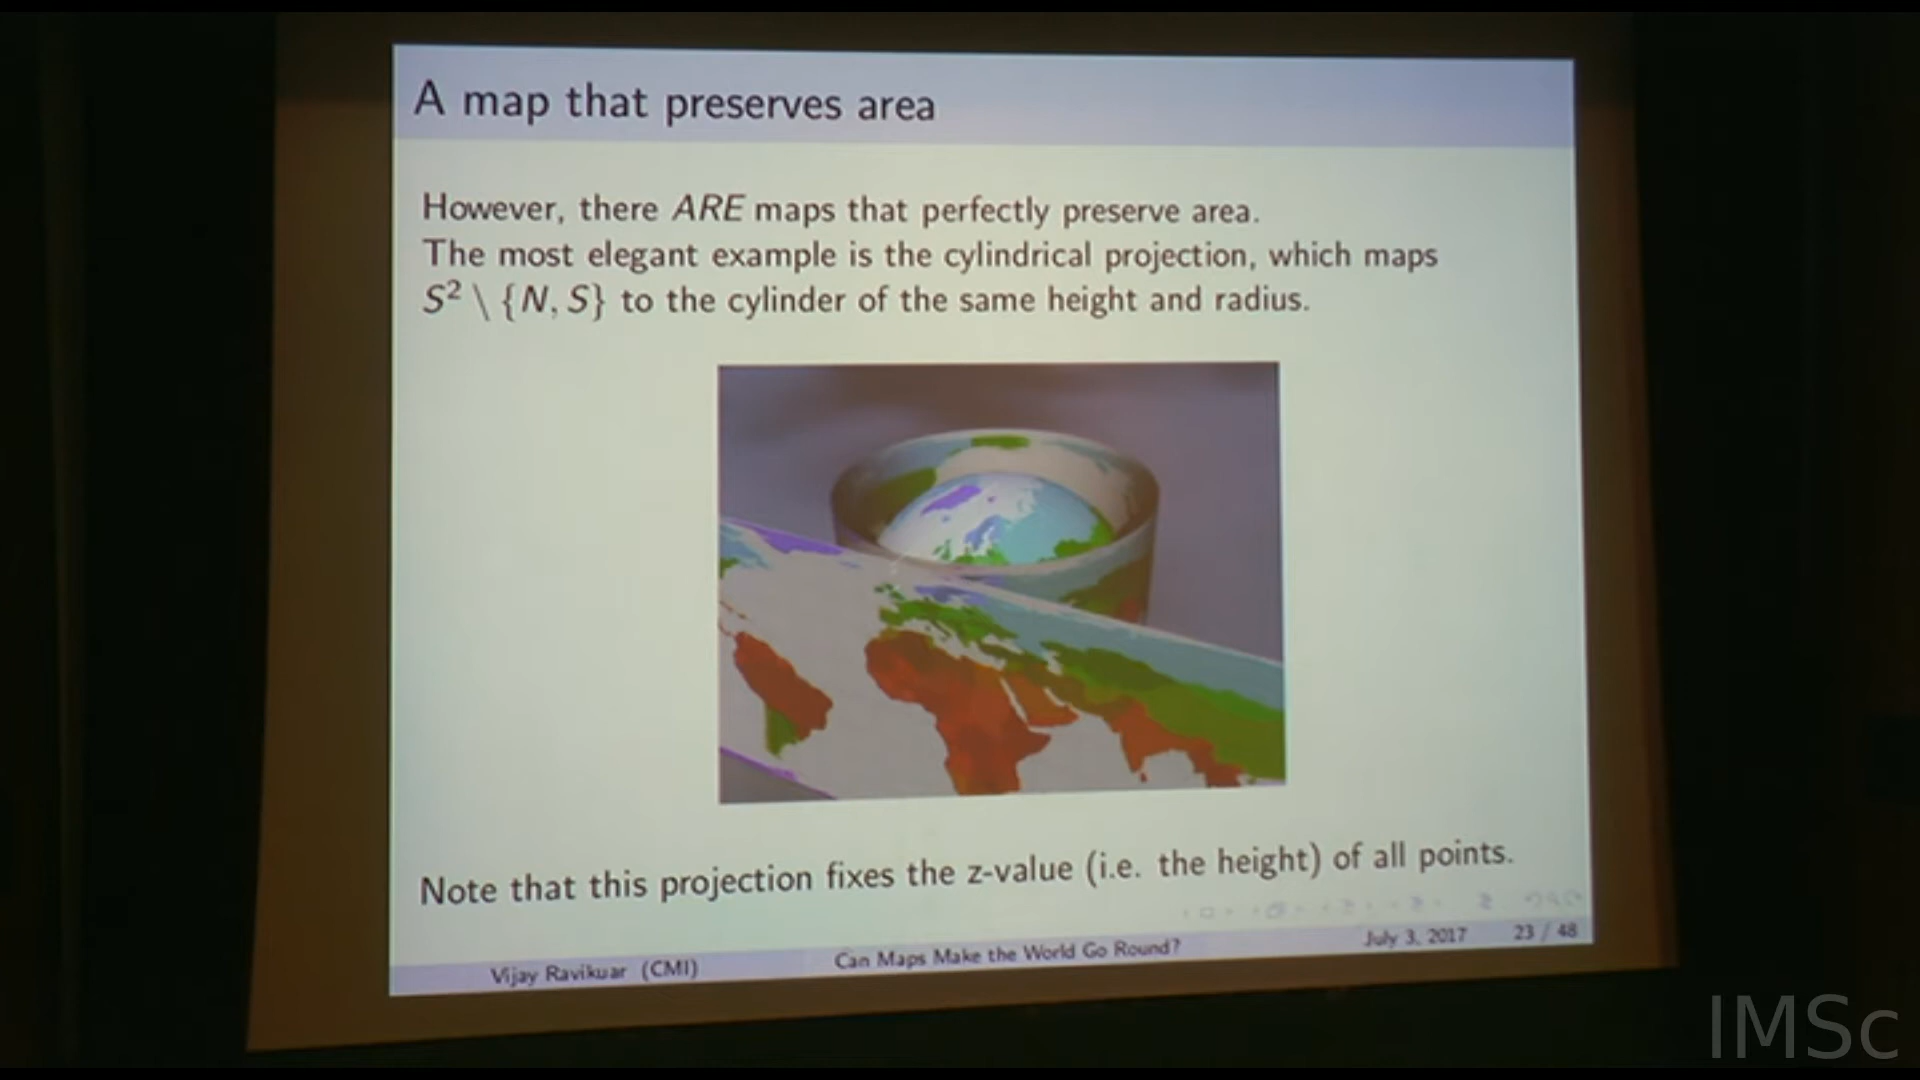 A map that preserves area
However, there ARE maps that perfectly preserve area.
The most elegant example is the cylindrical projection, which maps
S² \ {N, S} to the cylinder of the same height and radius.
Note that this projection fixes the z-value (i.e. the height) of all points.
Vijay Ravikuar (CMI) Can Maps Make the World Go Round? July 3, 2017 23 / 48
IMSc